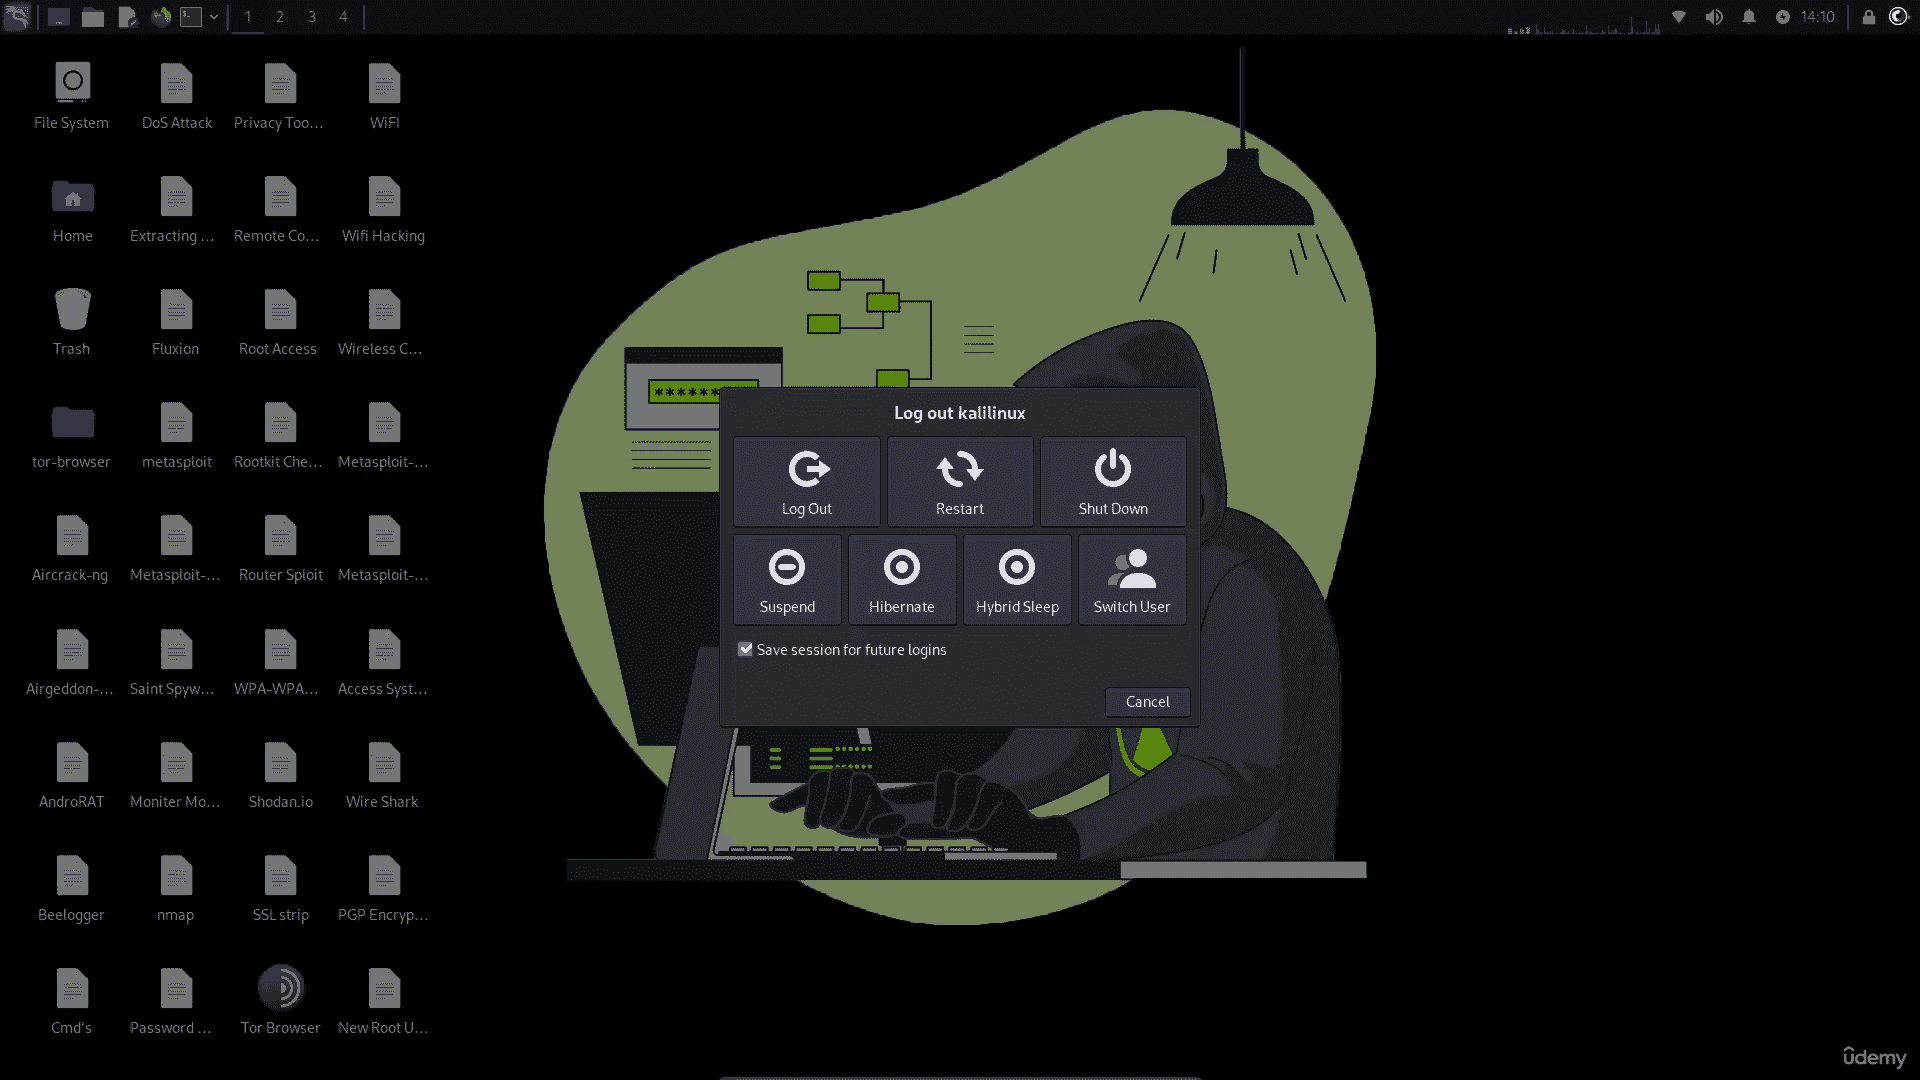 1 2 3 4
14:10
File System DoS Attack Privacy Too... WiFI
Home Extracting ... Remote Co... Wifi Hacking
Trash Fluxion Root Access Wireless C...
tor-browser metasploit Rootkit Che... Metasploit-...
Aircrack-ng Metasploit-... Router Sploit Metasploit-...
Airgeddon-... Saint Spyw... WPA-WPA... Access Syst...
AndroRAT Moniter Mo... Shodan.io Wire Shark
Beelogger nmap SSL strip PGP Encryp...
Cmd's Password ... Tor Browser New Root U...
*******
Log out kalilinux
Log Out Restart Shut Down
Suspend Hibernate Hybrid Sleep Switch User
Save session for future logins
Cancel
ûdemy